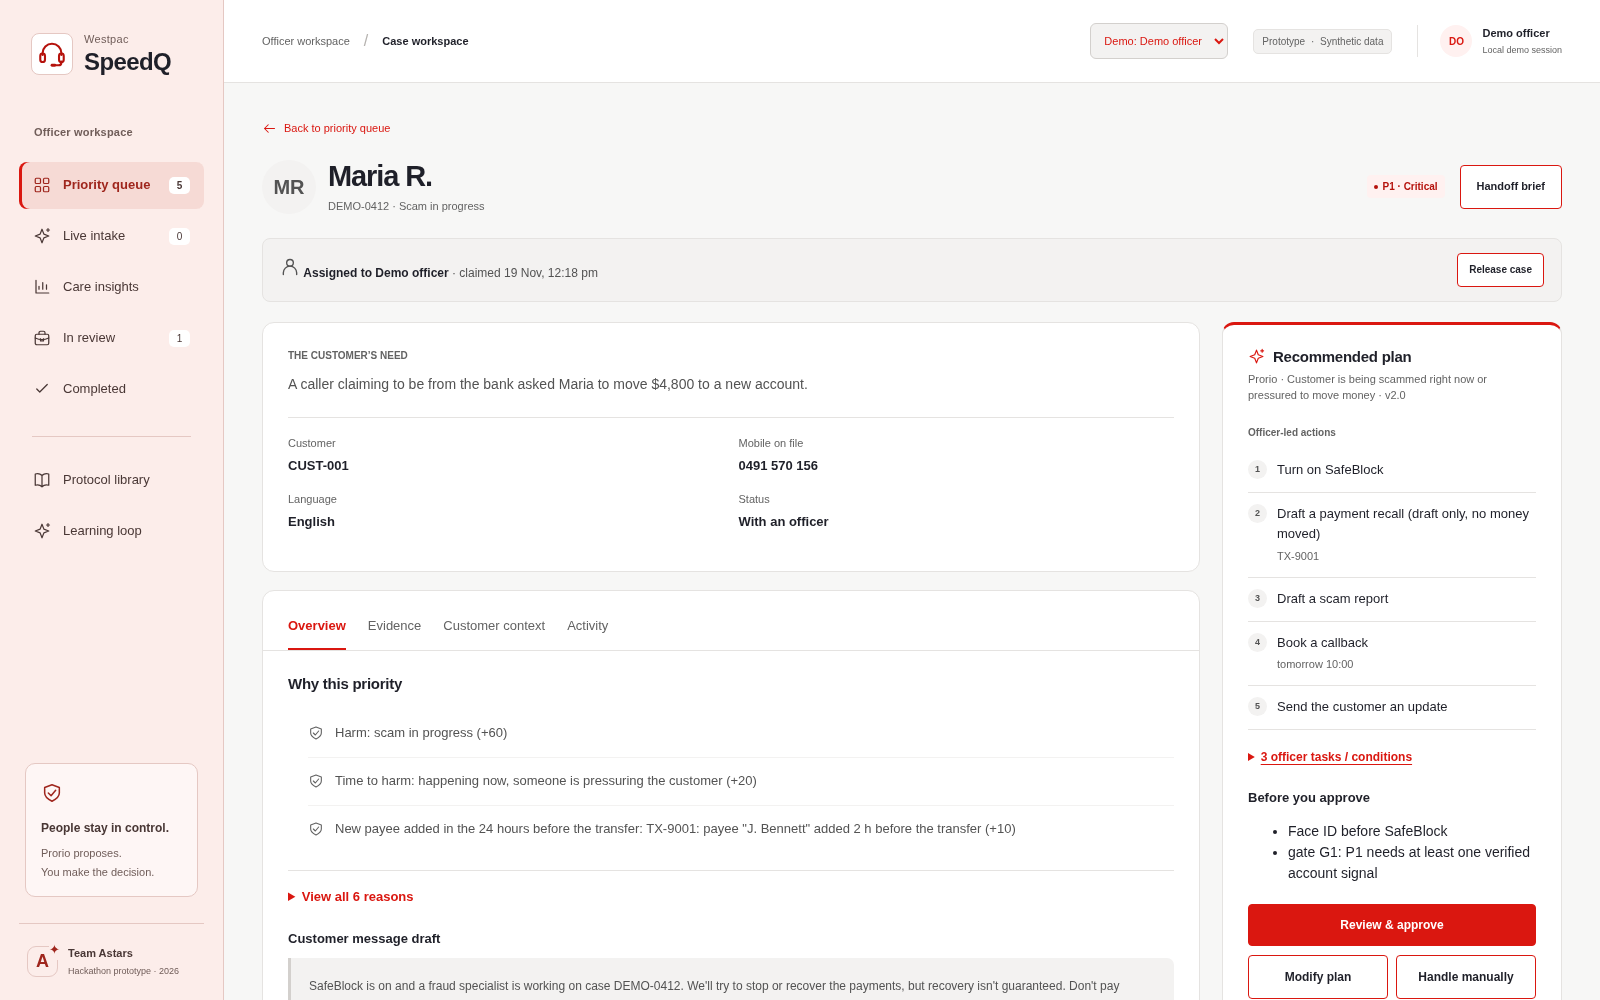 Westpac
SpeedQ
Officer workspace
Priority queue 5
Live intake 0
Care insights
In review 1
Completed
Protocol library
Learning loop
People stay in control.
Prorio proposes.
You make the decision.
A
Team Astars
Hackathon prototype · 2026
Officer workspace / Case workspace
Demo: Demo officer
Prototype · Synthetic data
DO
Demo officer
Local demo session
Back to priority queue
MR
Maria R.
DEMO-0412 · Scam in progress
P1 · Critical
Handoff brief
Assigned to Demo officer · claimed 19 Nov, 12:18 pm
Release case
THE CUSTOMER'S NEED
A caller claiming to be from the bank asked Maria to move $4,800 to a new account.
Customer
CUST-001
Mobile on file
0491 570 156
Language
English
Status
With an officer
Overview Evidence Customer context Activity
Why this priority
Harm: scam in progress (+60)
Time to harm: happening now, someone is pressuring the customer (+20)
New payee added in the 24 hours before the transfer: TX-9001: payee "J. Bennett" added 2 h before the transfer (+10)
View all 6 reasons
Customer message draft
SafeBlock is on and a fraud specialist is working on case DEMO-0412. We'll try to stop or recover the payments, but recovery isn't guaranteed. Don't pay
Recommended plan
Prorio · Customer is being scammed right now or
pressured to move money · v2.0
Officer-led actions
1 Turn on SafeBlock
2 Draft a payment recall (draft only, no money
moved)
TX-9001
3 Draft a scam report
4 Book a callback
tomorrow 10:00
5 Send the customer an update
3 officer tasks / conditions
Before you approve
• Face ID before SafeBlock
• gate G1: P1 needs at least one verified
account signal
Review & approve
Modify plan
Handle manually